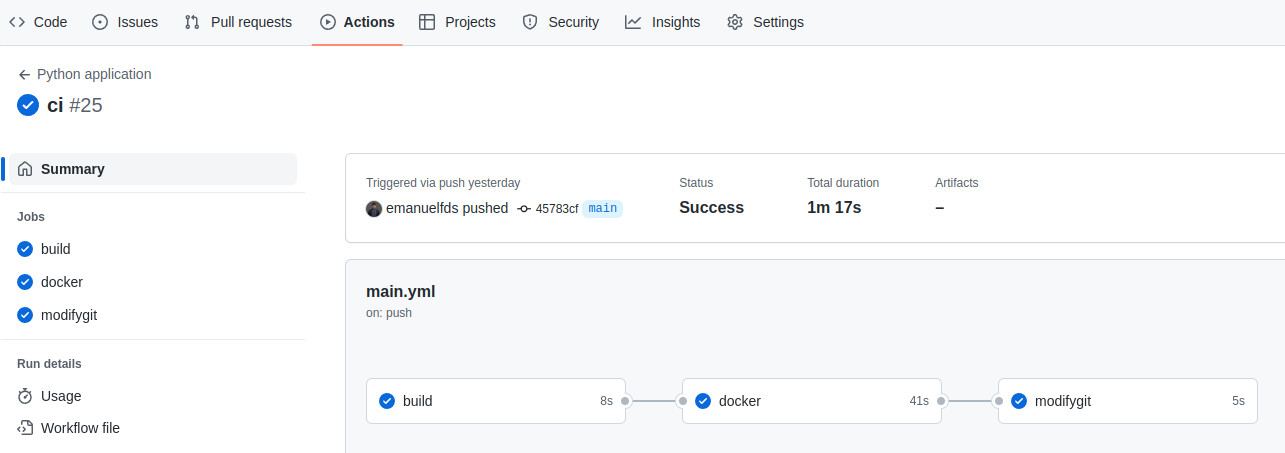 Code Issues Pull requests Actions Projects Security Insights Settings
Python application
ci #25
Summary
Jobs
build
docker
modifygit
Run details
Usage
Workflow file
Triggered via push yesterday
emanuelfds pushed 45783cf main
Status
Success
Total duration
1m 17s
Artifacts
–
main.yml
on: push
build 8s
docker 41s
modifygit 5s